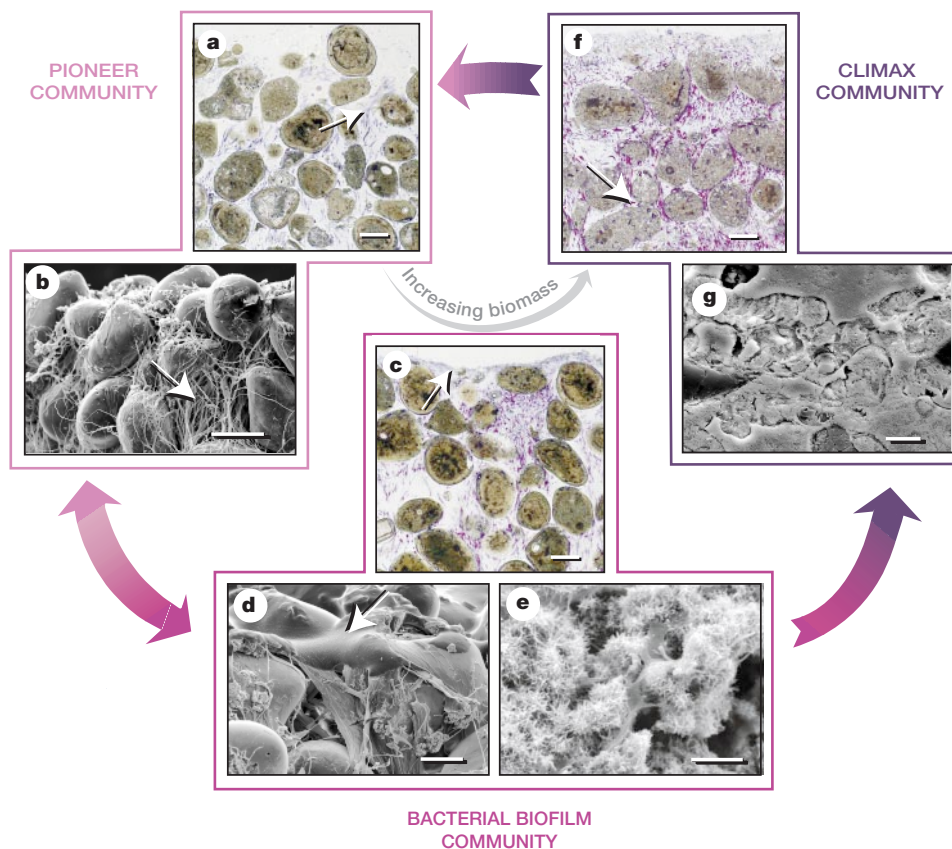 a
PIONEER
COMMUNITY
f
CLIMAX
COMMUNITY
b
Increasing biomass
g
c
d
e
BACTERIAL BIOFILM
COMMUNITY